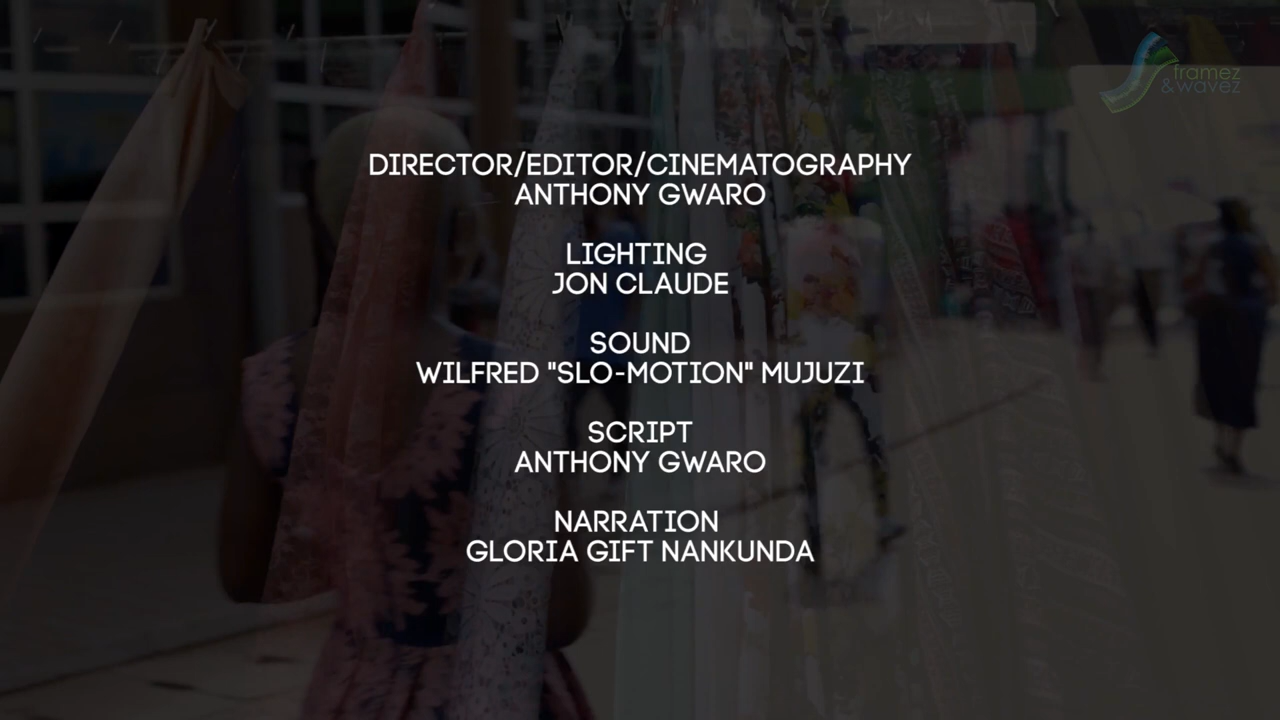 framez
&wavez
DIRECTOR/EDITOR/CINEMATOGRAPHY
ANTHONY GWARO
LIGHTING
JON CLAUDE
SOUND
WILFRED "SLO-MOTION" MUJUZI
SCRIPT
ANTHONY GWARO
NARRATION
GLORIA GIFT NANKUNDA